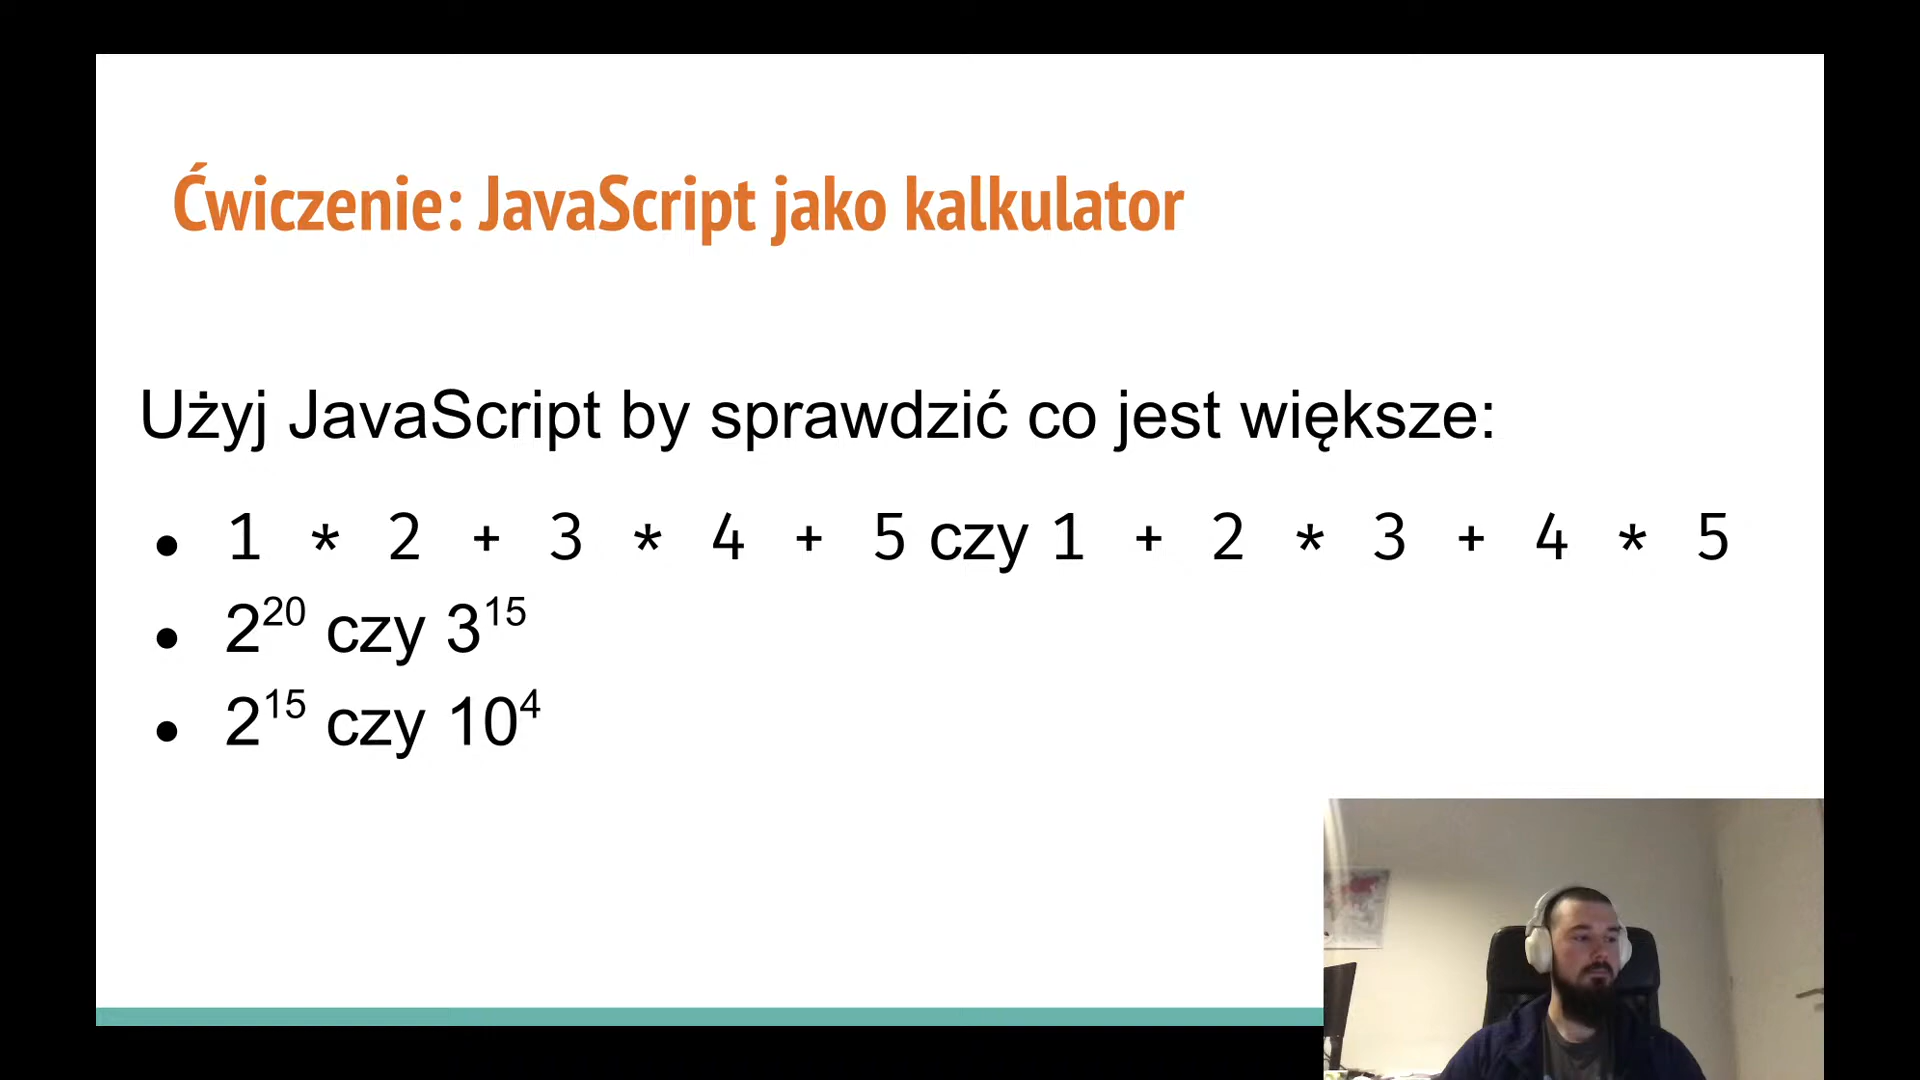 Ćwiczenie: JavaScript jako kalkulator
Użyj JavaScript by sprawdzić co jest większe:
● 1 * 2 + 3 * 4 + 5 czy 1 + 2 * 3 + 4 * 5
● 2²⁰ czy 3¹⁵
● 2¹⁵ czy 10⁴